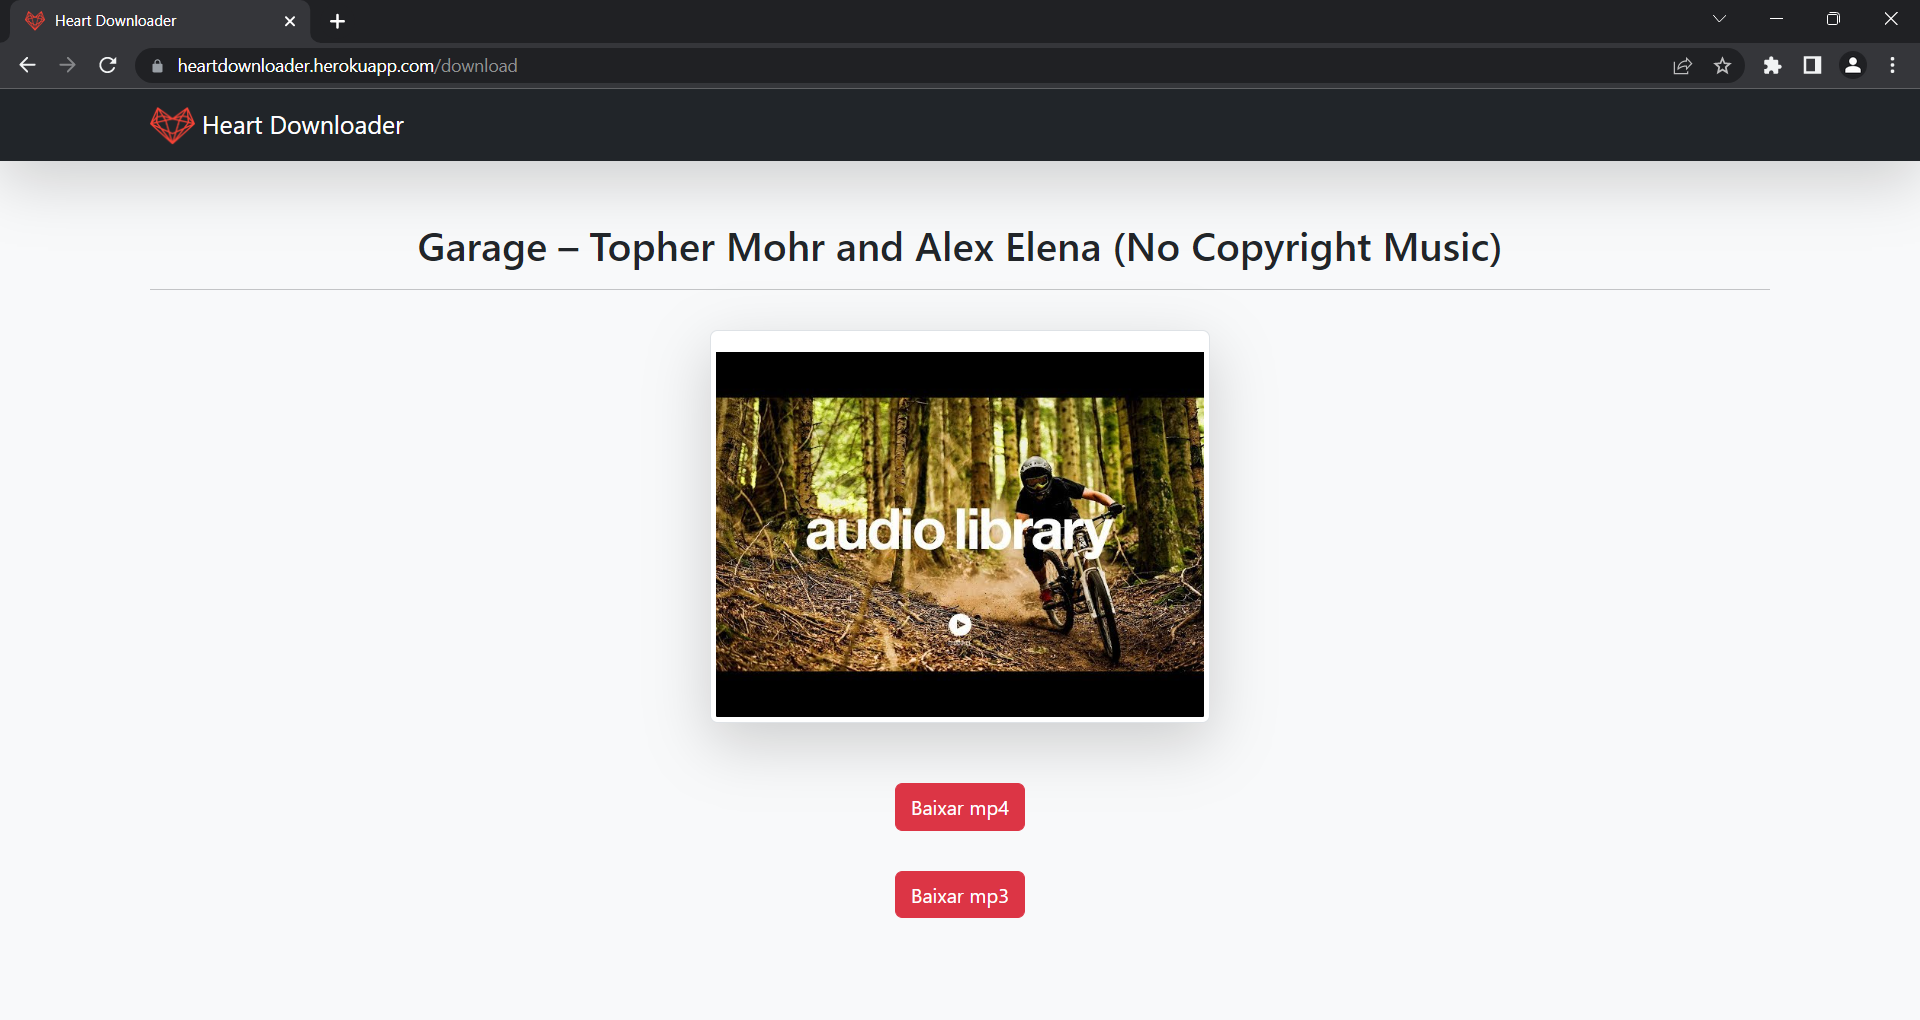 Heart Downloader
heartdownloader.herokuapp.com/download
Heart Downloader
Garage – Topher Mohr and Alex Elena (No Copyright Music)
audio library
Baixar mp4
Baixar mp3